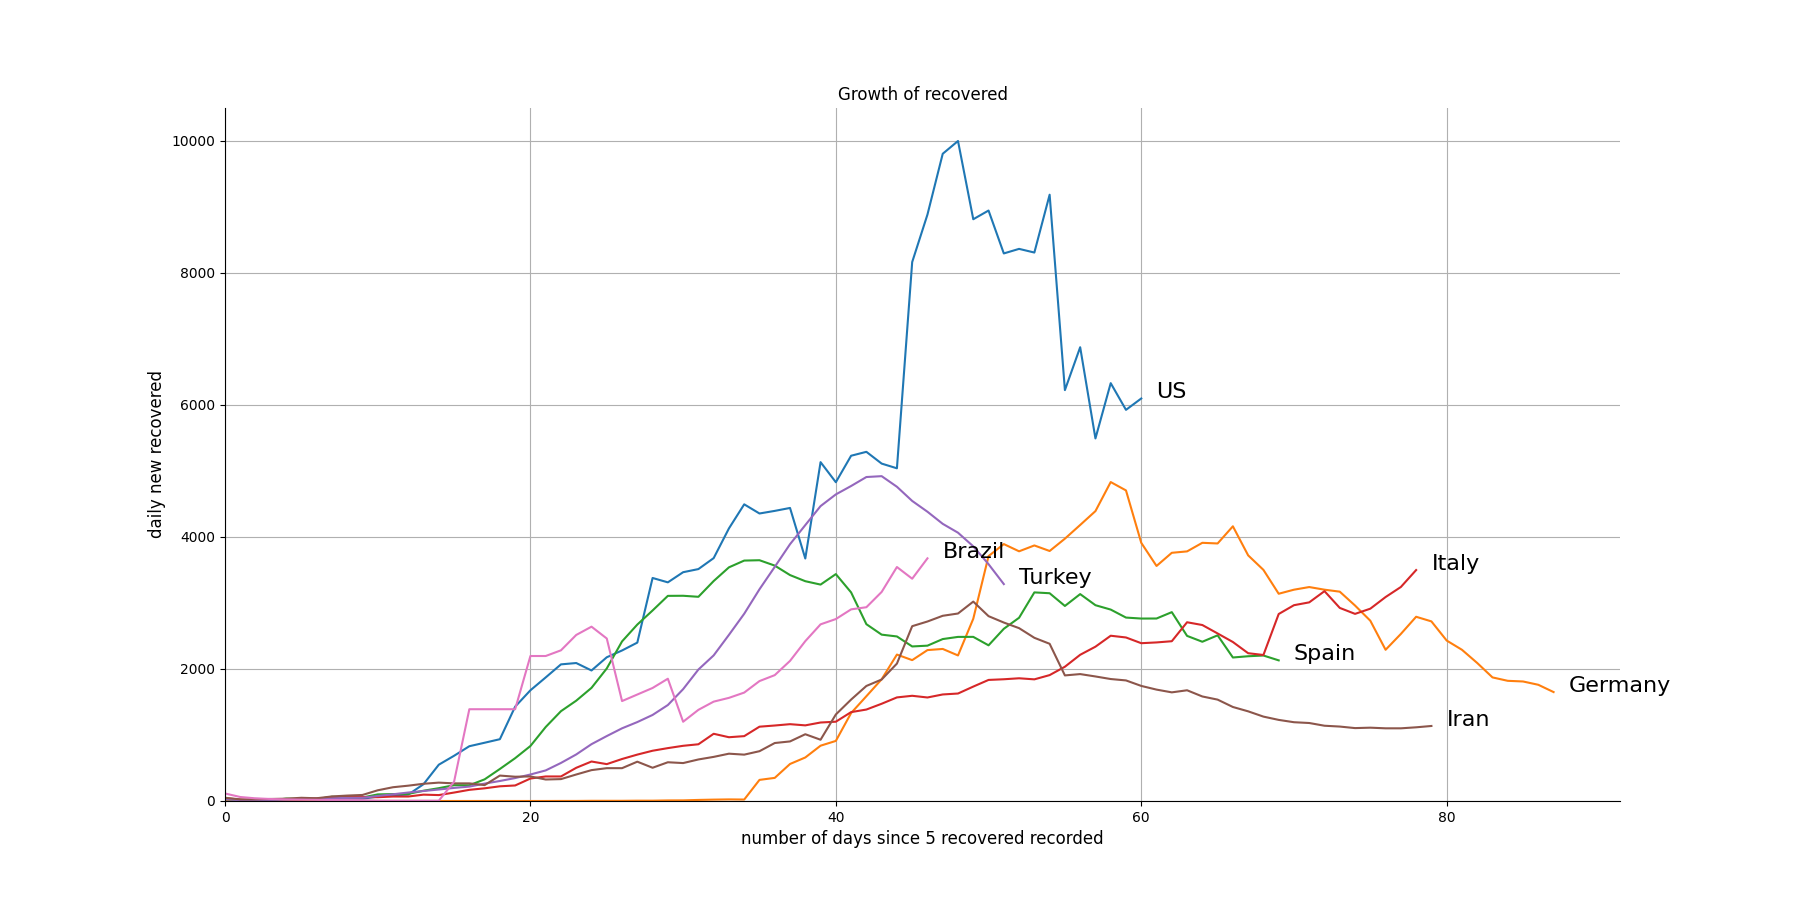 Growth of recovered
10000
8000
6000
4000
2000
0
daily new recovered
US
Brazil
Turkey
Italy
Spain
Germany
Iran
0 20 40 60 80
number of days since 5 recovered recorded